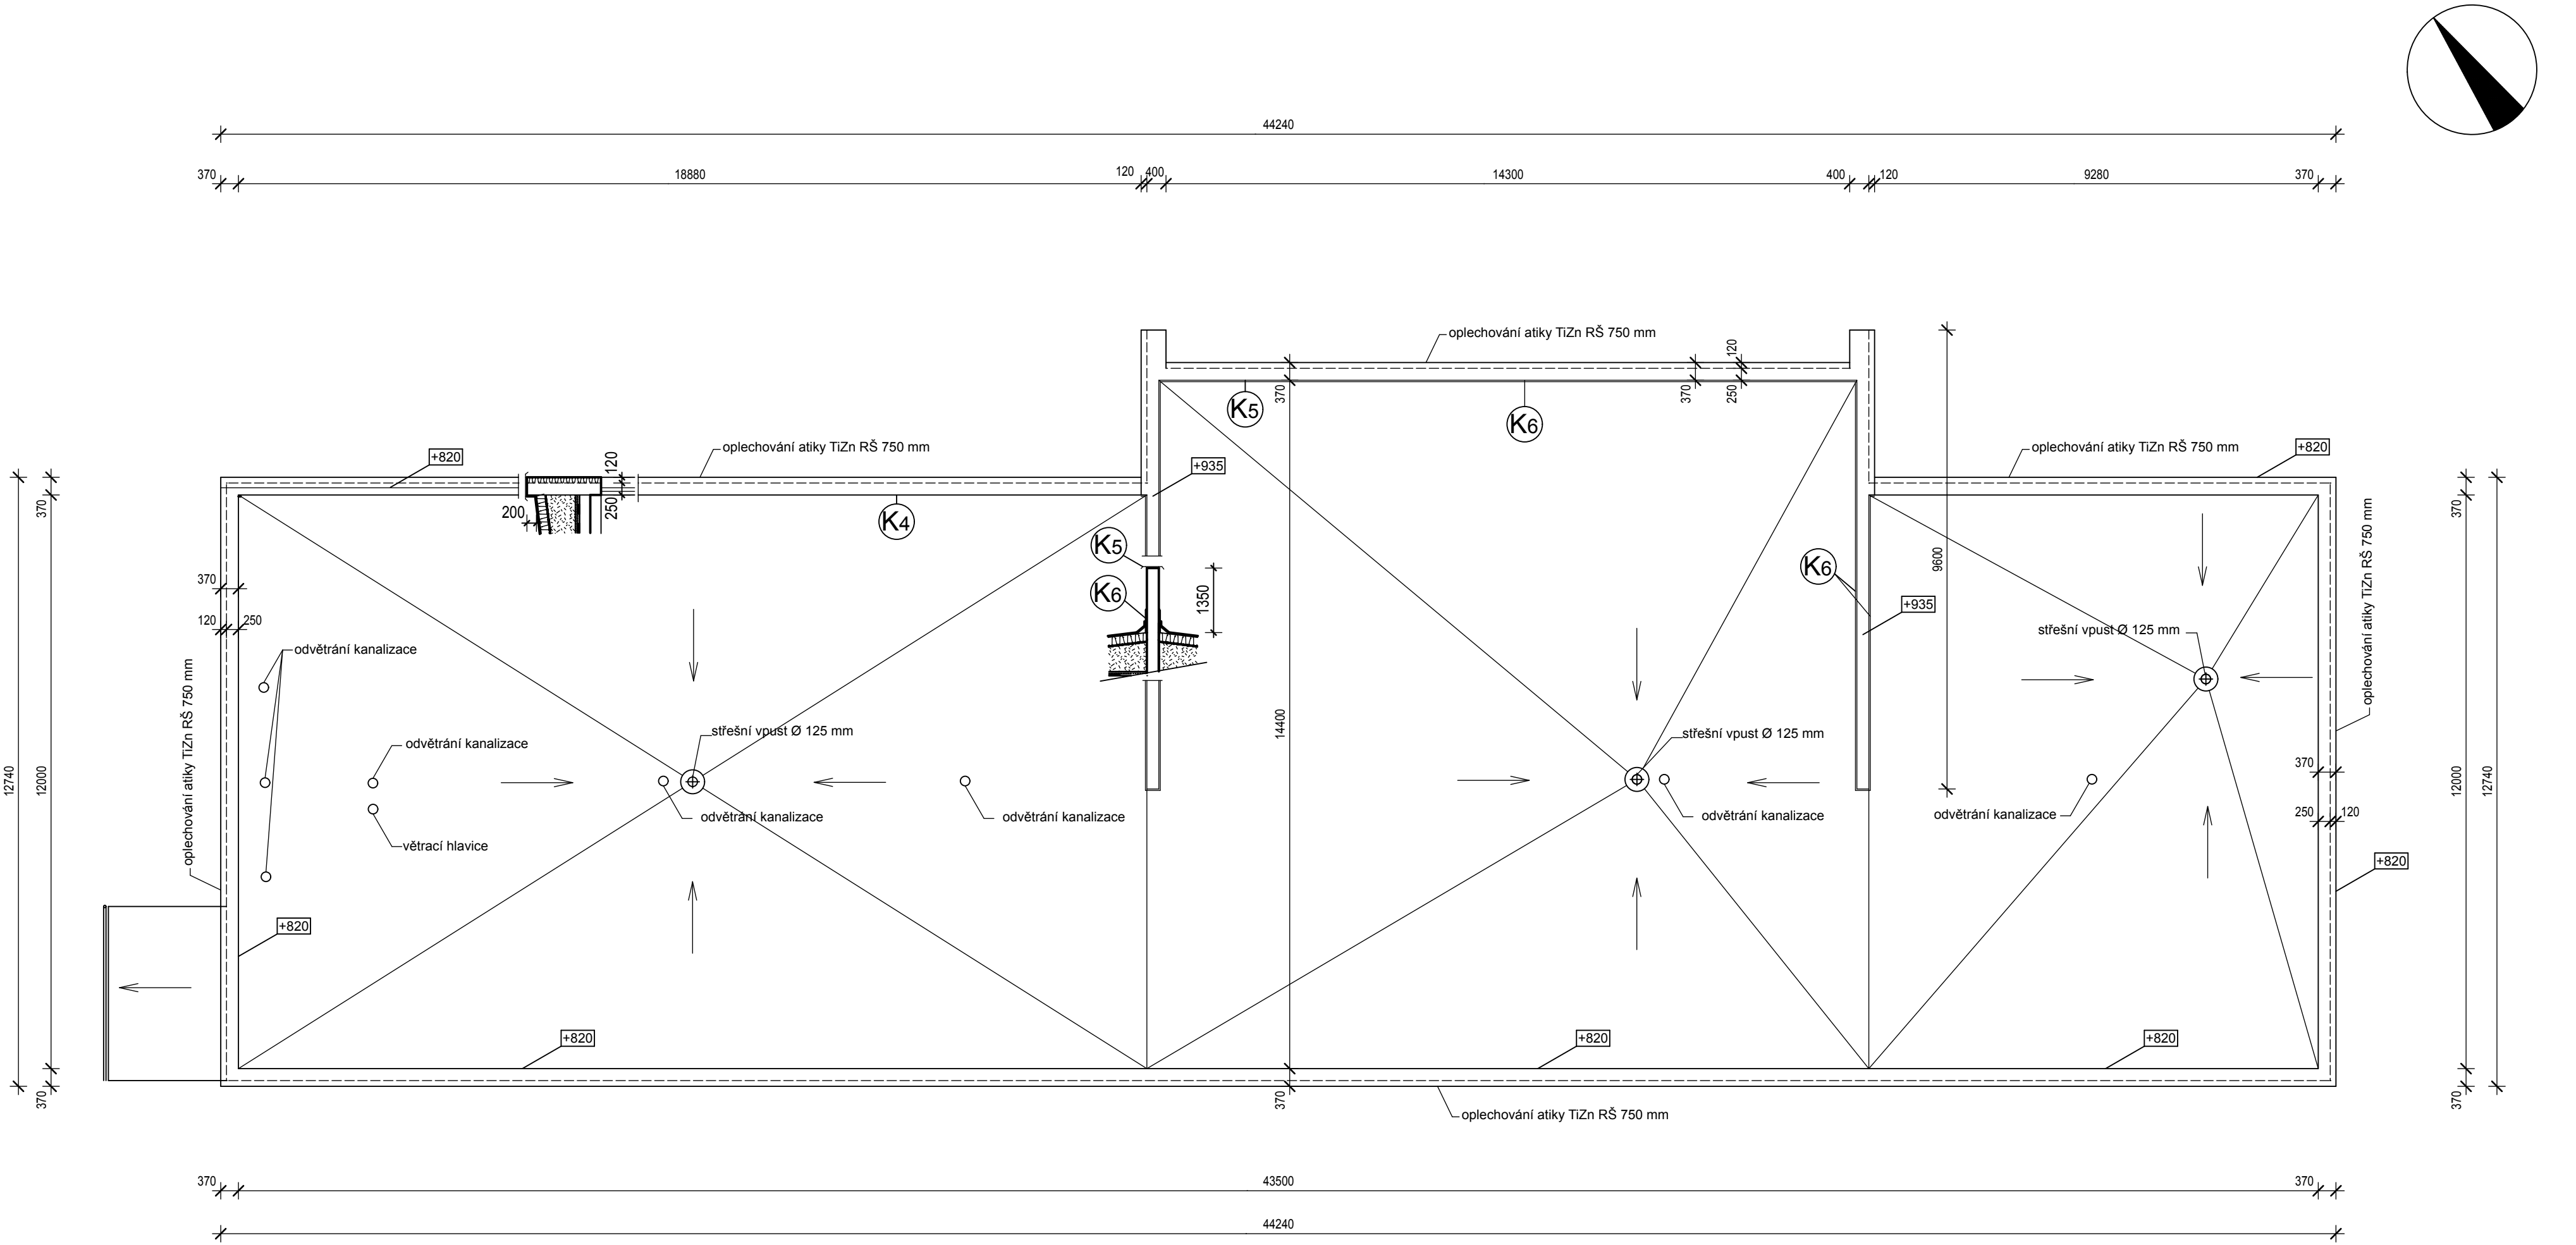 44240
370
18880
120
400
14300
400
120
9280
370
oplechování atiky TiZn RŠ 750 mm
120
370
370
250
K5
K6
oplechování atiky TiZn RŠ 750 mm
+820
120
250
200
K4
+935
oplechování atiky TiZn RŠ 750 mm
+820
370
12740
12000
370
K5
K6
1350
K6
9600
+935
oplechování atiky TiZn RŠ 750 mm
370
12000
12740
370
370
120
250
odvětrání kanalizace
oplechování atiky TiZn RŠ 750 mm
odvětrání kanalizace
větrací hlavice
střešní vpust Ø 125 mm
odvětrání kanalizace
odvětrání kanalizace
14400
střešní vpust Ø 125 mm
odvětrání kanalizace
střešní vpust Ø 125 mm
odvětrání kanalizace
370
250
120
+820
+820
+820
+820
+820
370
oplechování atiky TiZn RŠ 750 mm
370
43500
370
44240